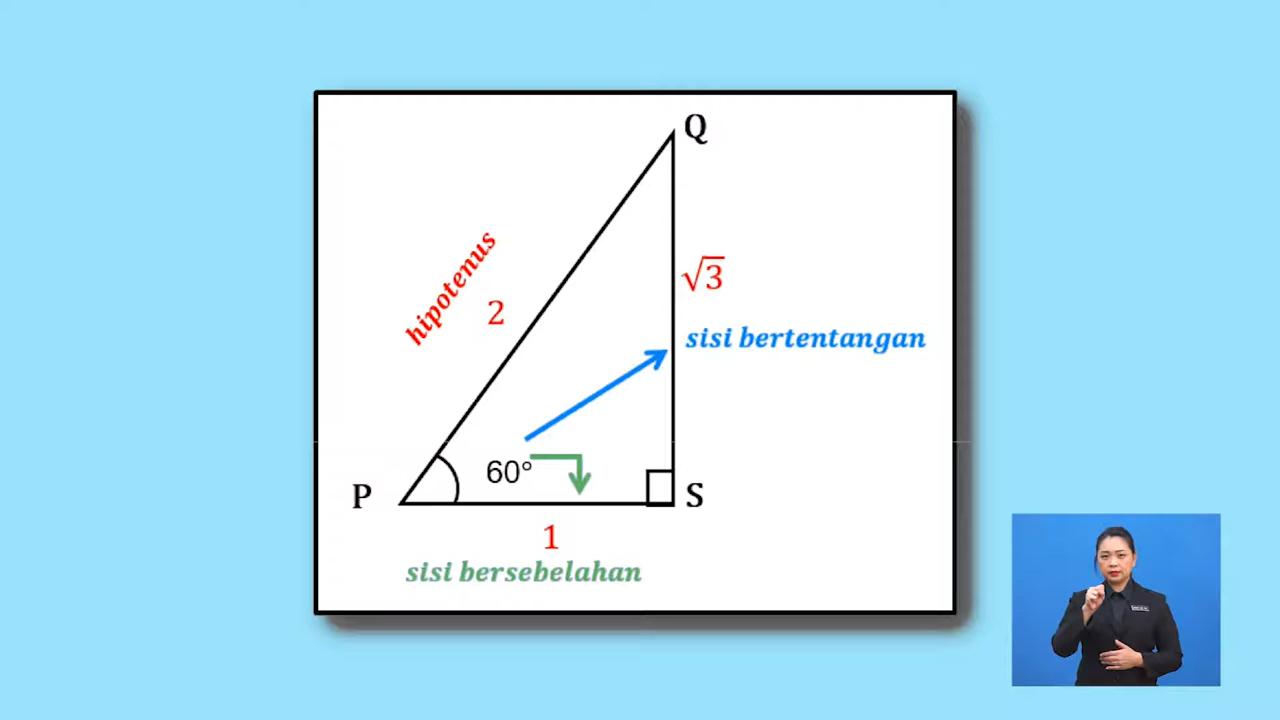 Q
hipotenus
√3
2
sisi bertentangan
60°
P
S
1
sisi bersebelahan